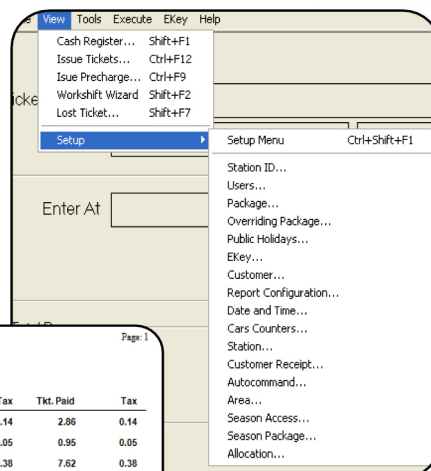 View Tools Execute EKey Help
Cash Register... Shift+F1
Issue Tickets... Ctrl+F12
Isue Precharge... Ctrl+F9
Workshift Wizard Shift+F2
Lost Ticket... Shift+F7
Setup
Setup Menu Ctrl+Shift+F1
Station ID...
Users...
Package...
Overriding Package...
Public Holidays...
EKey...
Customer...
Report Configuration...
Date and Time...
Cars Counters...
Station...
Customer Receipt...
Autocommand...
Area...
Season Access...
Season Package...
Allocation...
Enter At
Page: 1
Tax Tkt. Paid Tax
.14 2.86 0.14
.05 0.95 0.05
.38 7.62 0.38